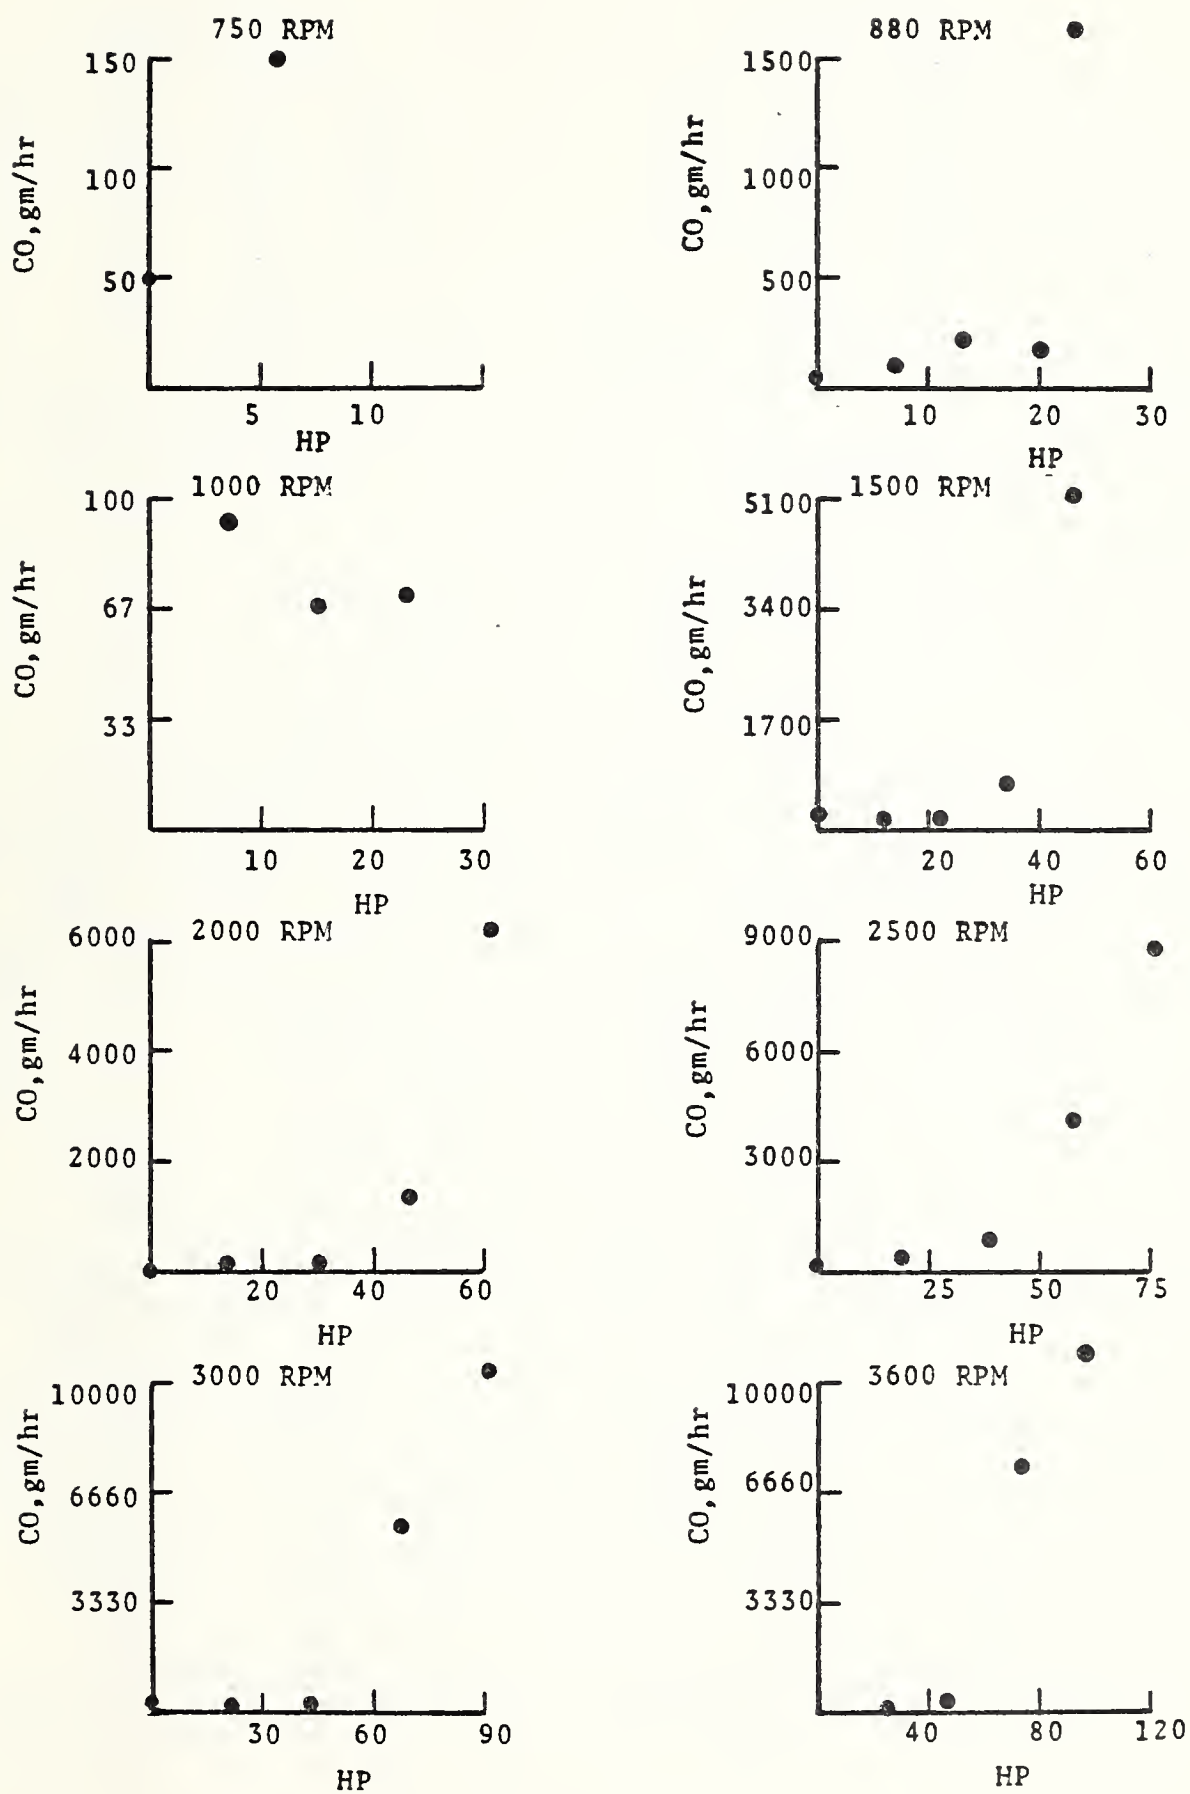 750 RPM
150
100
50
CO,gm/hr
5 10
HP
880 RPM
1500
1000
500
CO,gm/hr
10 20 30
HP
1000 RPM
100
67
33
CO,gm/hr
10 20 30
HP
1500 RPM
5100
3400
1700
CO,gm/hr
20 40 60
HP
2000 RPM
6000
4000
2000
CO,gm/hr
20 40 60
HP
2500 RPM
9000
6000
3000
CO,gm/hr
25 50 75
HP
3000 RPM
10000
6660
3330
CO,gm/hr
30 60 90
HP
3600 RPM
10000
6660
3330
CO,gm/hr
40 80 120
HP